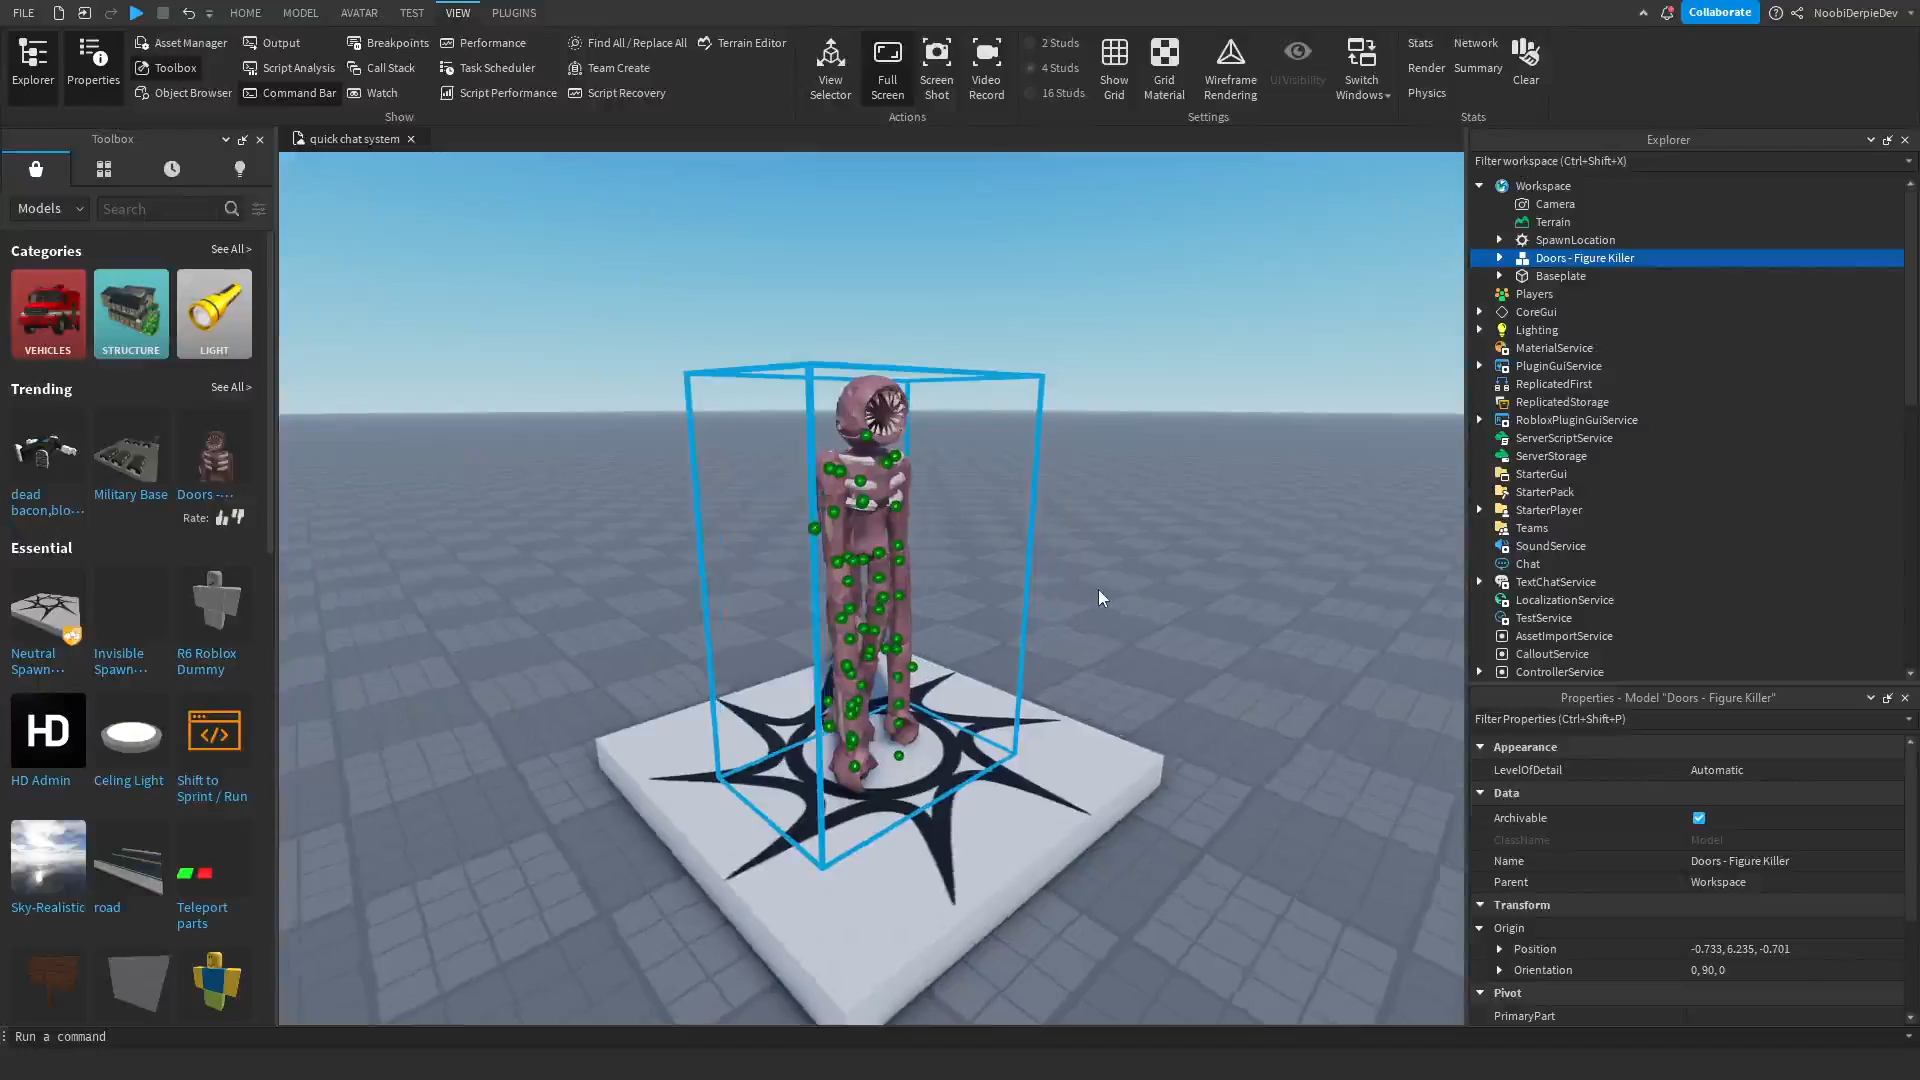 FILE HOME MODEL AVATAR TEST VIEW PLUGINS Collaborate NoobiDerpieDev
Explorer
Properties
Asset Manager
Toolbox
Object Browser
Output
Script Analysis
Command Bar
Breakpoints
Call Stack
Watch
Performance
Task Scheduler
Script Performance
Find All / Replace All
Team Create
Script Recovery
Terrain Editor
Show
View
Selector
Full
Screen
Screen
Shot
Video
Record
Actions
2 Studs
4 Studs
16 Studs
Show
Grid
Grid
Material
Wireframe
Rendering
UI Visibility
Switch
Windows
Settings
Stats
Render
Physics
Network
Summary
Clear
Stats
Toolbox
Models
Search
Categories See All >
VEHICLES
STRUCTURE
LIGHT
Trending See All >
dead
bacon,blo...
Military Base
Doors -...
Rate:
Essential
Neutral
Spawn...
Invisible
Spawn...
R6 Roblox
Dummy
HD
HD Admin
Celing Light
Shift to
Sprint / Run
Sky-Realistic
road
Teleport
parts
quick chat system
Explorer
Filter workspace (Ctrl+Shift+X)
Workspace
Camera
Terrain
SpawnLocation
Doors - Figure Killer
Baseplate
Players
CoreGui
Lighting
MaterialService
PluginGuiService
ReplicatedFirst
ReplicatedStorage
RobloxPluginGuiService
ServerScriptService
ServerStorage
StarterGui
StarterPack
StarterPlayer
Teams
SoundService
Chat
TextChatService
LocalizationService
TestService
AssetImportService
CalloutService
ControllerService
Properties - Model "Doors - Figure Killer"
Filter Properties (Ctrl+Shift+P)
Appearance
LevelOfDetail Automatic
Data
Archivable
ClassName Model
Name Doors - Figure Killer
Parent Workspace
Transform
Origin
Position -0.733, 6.235, -0.701
Orientation 0, 90, 0
Pivot
PrimaryPart
Run a command